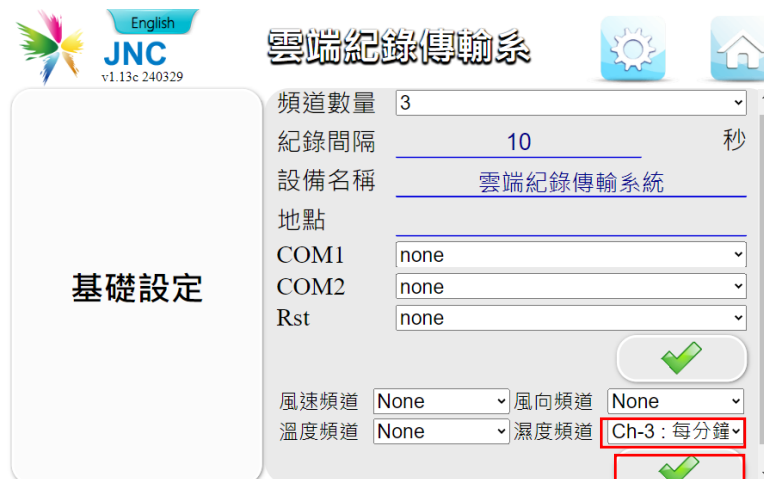 English
JNC
v1.13c 240329
雲端紀錄傳輸系
頻道數量 3
紀錄間隔 10 秒
設備名稱 雲端紀錄傳輸系統
地點
COM1 none
COM2 none
Rst none
基礎設定
風速頻道 None 風向頻道 None
溫度頻道 None 濕度頻道 Ch-3 : 每分鐘